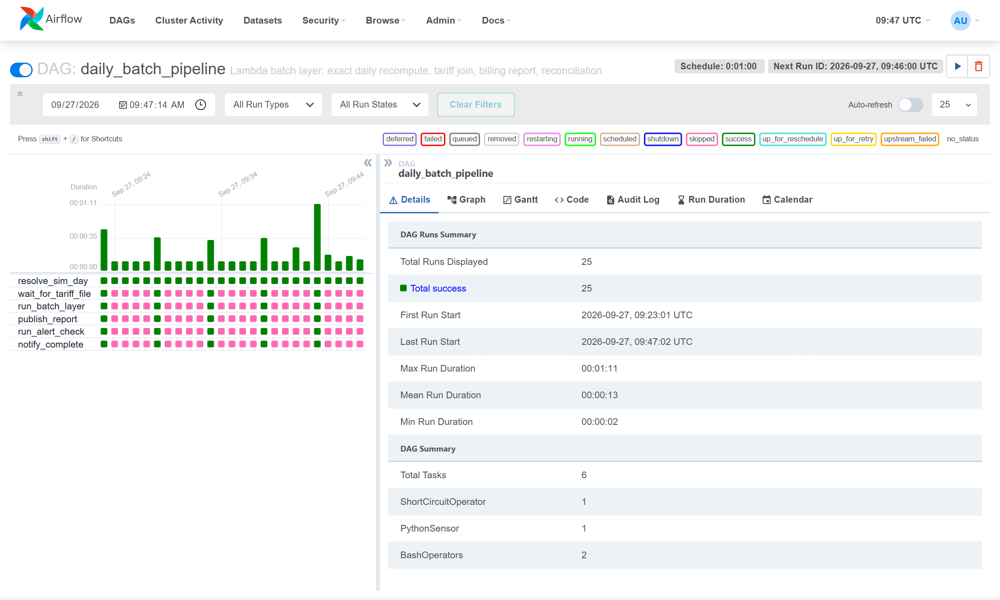 Airflow
DAGs
Cluster Activity
Datasets
Security
Browse
Admin
Docs
09:47 UTC
AU
DAG: daily_batch_pipeline Lambda batch layer: exact daily recompute, tariff join, billing report, reconciliation
Schedule: 0:01:00
Next Run ID: 2026-09-27, 09:46:00 UTC
09/27/2026 09:47:14 AM
All Run Types
All Run States
Clear Filters
Auto-refresh
25
Press shift + / for Shortcuts
deferred
failed
queued
removed
restarting
running
scheduled
shutdown
skipped
success
up_for_reschedule
up_for_retry
upstream_failed
no_status
Duration
Sep 27, 09:24
Sep 27, 09:34
Sep 27, 09:44
00:01:11
00:00:35
00:00:00
resolve_sim_day
wait_for_tariff_file
run_batch_layer
publish_report
run_alert_check
notify_complete
DAG
daily_batch_pipeline
Details
Graph
Gantt
Code
Audit Log
Run Duration
Calendar
DAG Runs Summary
Total Runs Displayed 25
Total success 25
First Run Start 2026-09-27, 09:23:01 UTC
Last Run Start 2026-09-27, 09:47:02 UTC
Max Run Duration 00:01:11
Mean Run Duration 00:00:13
Min Run Duration 00:00:02
DAG Summary
Total Tasks 6
ShortCircuitOperator 1
PythonSensor 1
BashOperators 2